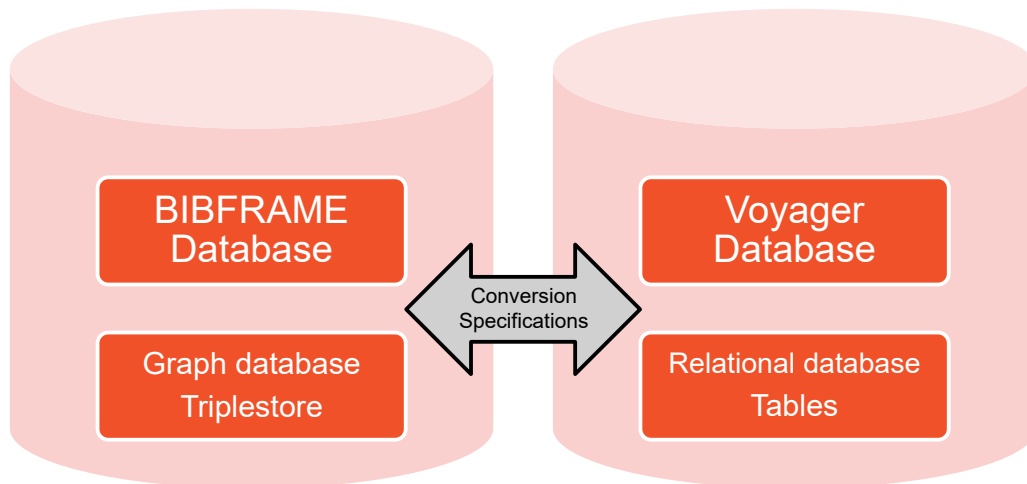 BIBFRAME
Database
Graph database
Triplestore
Conversion
Specifications
Voyager
Database
Relational database
Tables